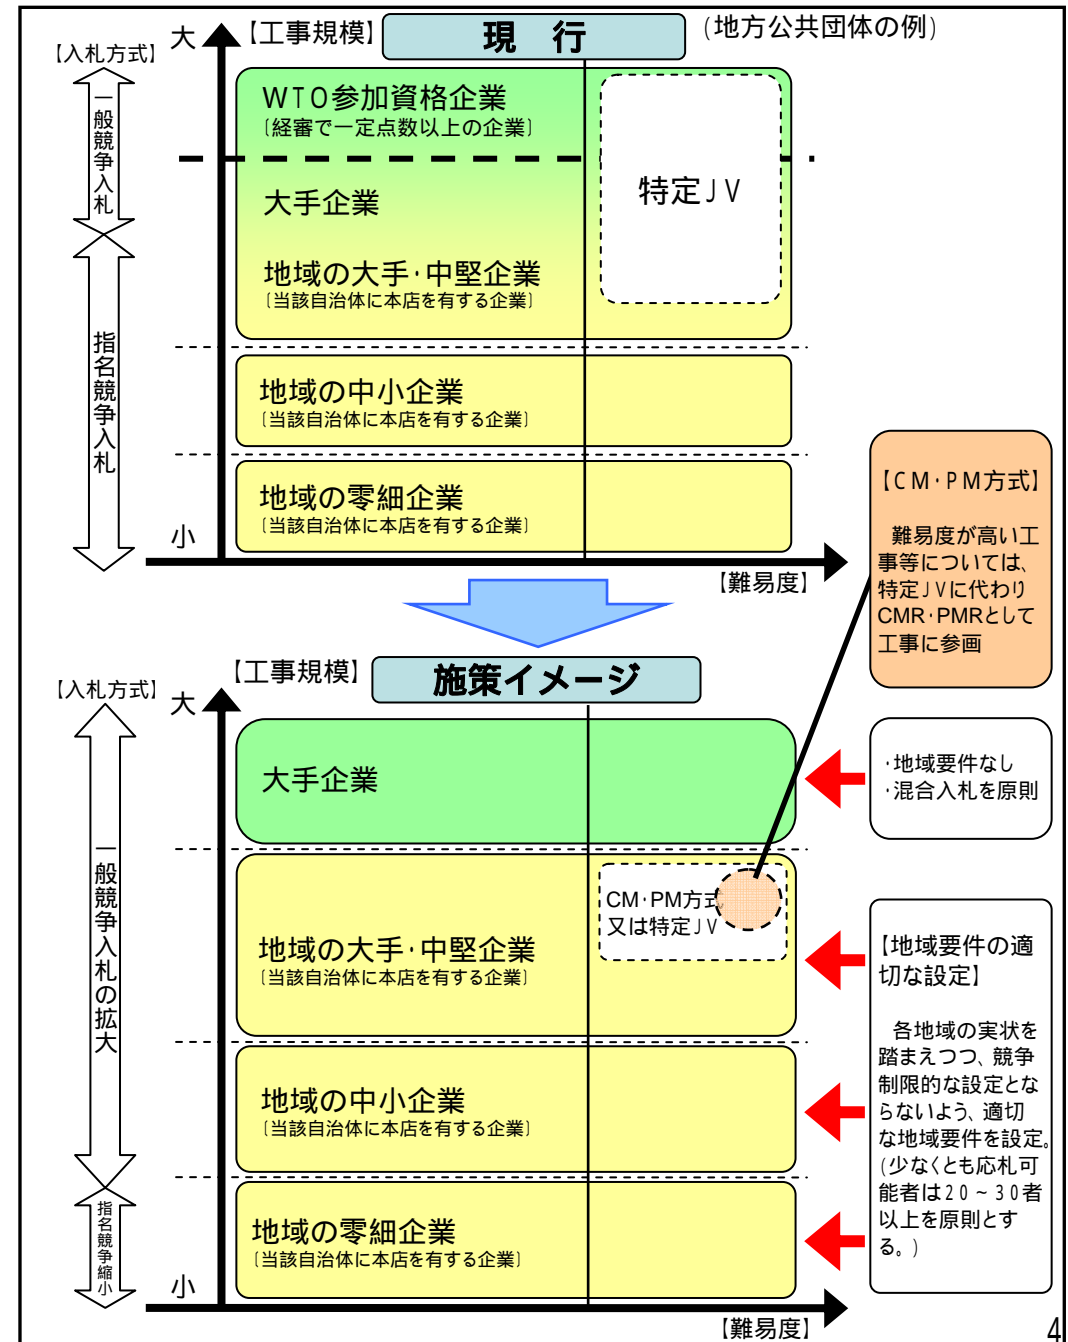 現　行
(地方公共団体の例)
【工事規模】
【入札方式】
大
一般競争入札
指名競争入札
WTO参加資格企業
〔経審で一定点数以上の企業〕
大手企業
地域の大手・中堅企業
〔当該自治体に本店を有する企業〕
特定JV
地域の中小企業
〔当該自治体に本店を有する企業〕
地域の零細企業
〔当該自治体に本店を有する企業〕
小
【難易度】
【CM・PM方式】
難易度が高い工
事等については、
特定JVに代わり
CMR・PMRとして
工事に参画
施策イメージ
【工事規模】
【入札方式】
大
一般競争入札の拡大
指名競争縮小
大手企業
・地域要件なし
・混合入札を原則
CM・PM方式
又は特定JV
地域の大手・中堅企業
〔当該自治体に本店を有する企業〕
地域の中小企業
〔当該自治体に本店を有する企業〕
地域の零細企業
〔当該自治体に本店を有する企業〕
【地域要件の適
切な設定】
各地域の実状を
踏まえつつ、競争
制限的な設定とな
らないよう、適切
な地域要件を設定。
(少なくとも応札可
能者は20～30者
以上を原則とす
る。)
小
【難易度】
4